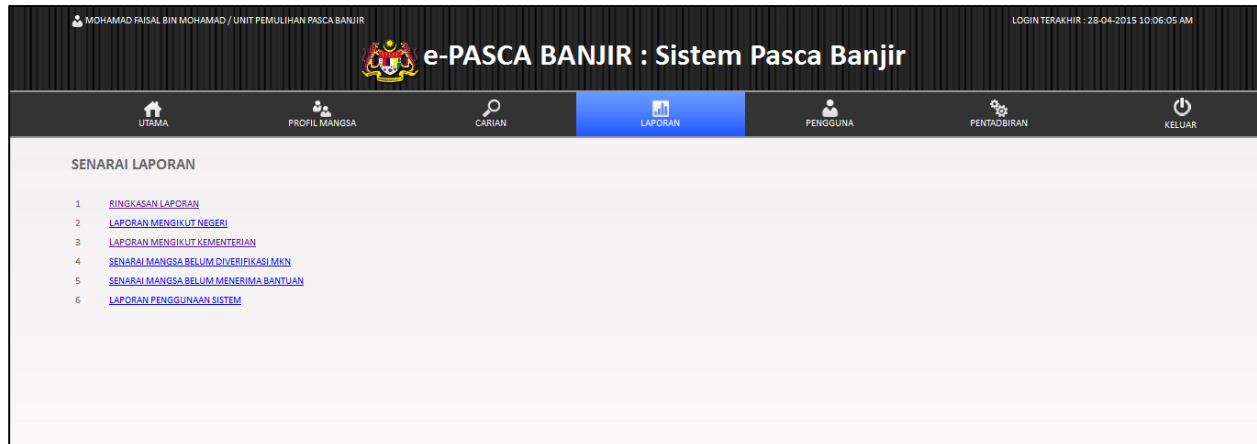 MOHAMAD FAISAL BIN MOHAMAD / UNIT PEMULIHAN PASCA BANJIR
LOGIN TERAKHIR : 28-04-2015 10:06:05 AM
e-PASCA BANJIR : Sistem Pasca Banjir
UTAMA PROFIL MANGSA CARIAN LAPORAN PENGGUNA PENTADBIRAN KELUAR
SENARAI LAPORAN
1 RINGKASAN LAPORAN
2 LAPORAN MENGIKUT NEGERI
3 LAPORAN MENGIKUT KEMENTERIAN
4 SENARAI MANGSA BELUM DIVERIFIKASI MKN
5 SENARAI MANGSA BELUM MENERIMA BANTUAN
6 LAPORAN PENGGUNAAN SISTEM